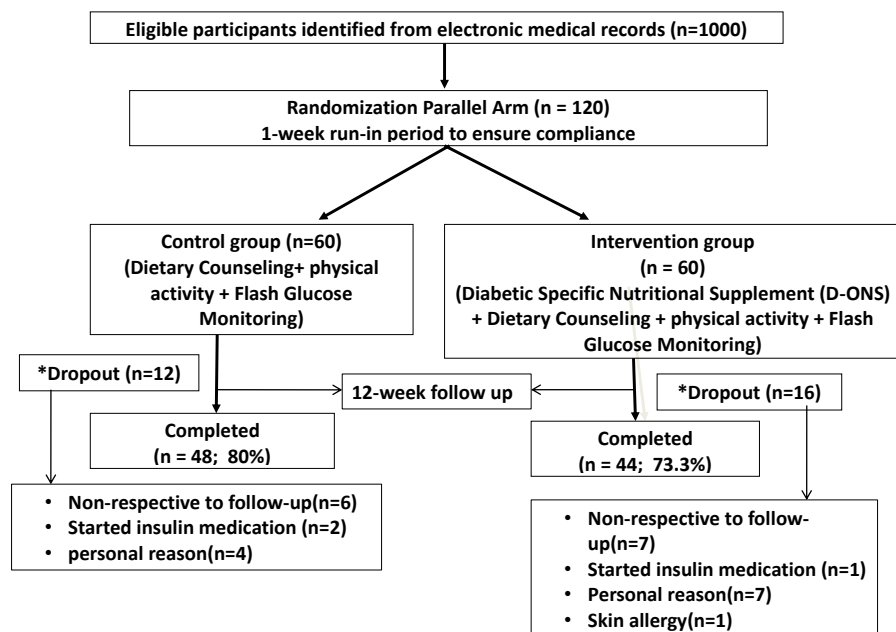 Eligible participants identified from electronic medical records (n=1000)
Randomization Parallel Arm (n = 120)
1-week run-in period to ensure compliance
Control group (n=60)
(Dietary Counseling+ physical
activity + Flash Glucose
Monitoring)
Intervention group
(n = 60)
(Diabetic Specific Nutritional Supplement (D-ONS)
+ Dietary Counseling + physical activity + Flash
Glucose Monitoring)
*Dropout (n=12)
12-week follow up
*Dropout (n=16)
Completed
(n = 48; 80%)
Completed
(n = 44; 73.3%)
• Non-respective to follow-up(n=6)
• Started insulin medication (n=2)
• personal reason(n=4)
• Non-respective to follow-
up(n=7)
• Started insulin medication (n=1)
• Personal reason(n=7)
• Skin allergy(n=1)